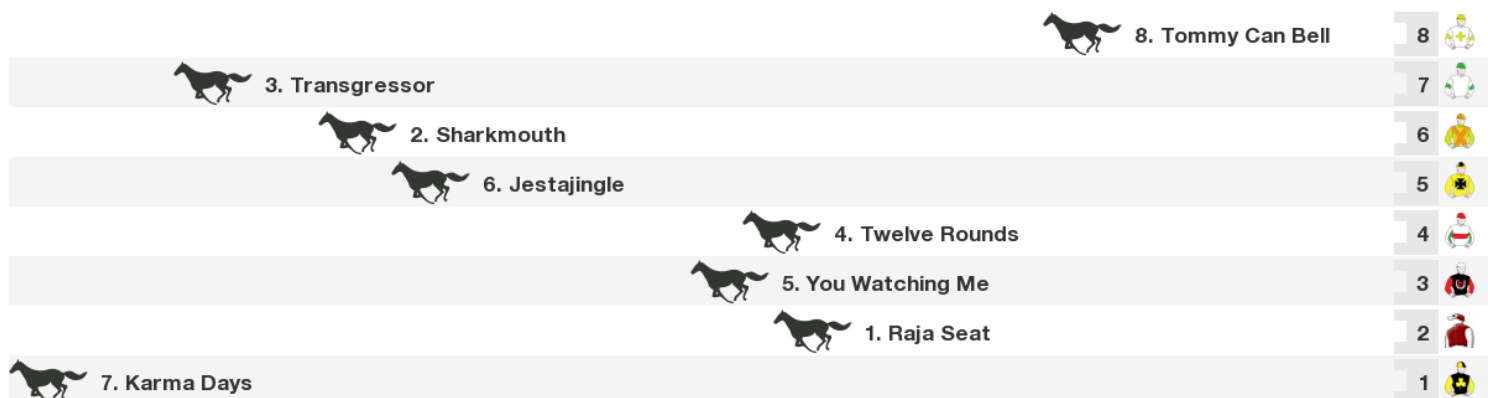 8. Tommy Can Bell 8
3. Transgressor 7
2. Sharkmouth 6
6. Jestajingle 5
4. Twelve Rounds 4
5. You Watching Me 3
1. Raja Seat 2
7. Karma Days 1